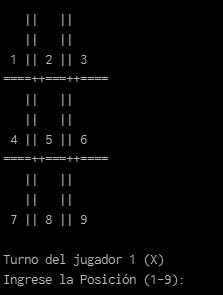 ||   ||
   ||   ||
 1 || 2 || 3
====++===++====
   ||   ||
   ||   ||
 4 || 5 || 6
====++===++====
   ||   ||
   ||   ||
 7 || 8 || 9
Turno del jugador 1 (X)
Ingrese la Posición (1-9):